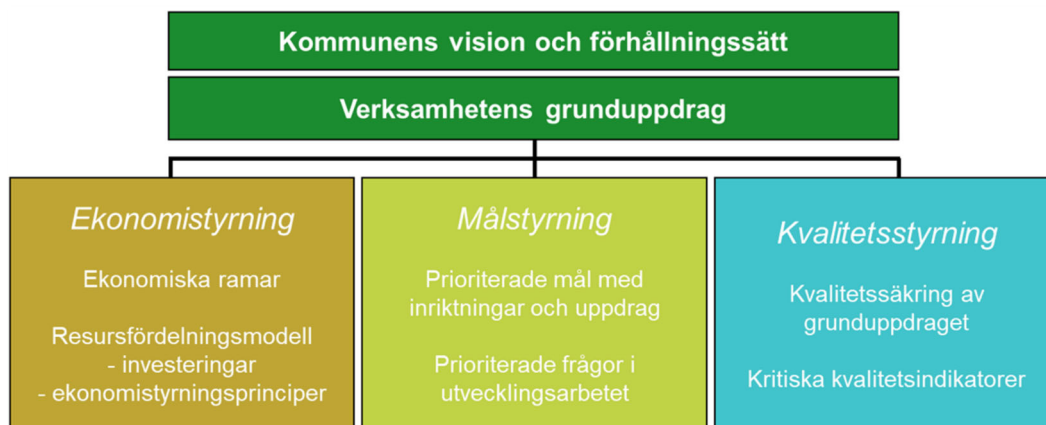 Kommunens vision och förhållningssätt
Verksamhetens grunduppdrag
Ekonomistyrning
Ekonomiska ramar
Resursfördelningsmodell
- investeringar
- ekonomistyrningsprinciper
Målstyrning
Prioriterade mål med
inriktningar och uppdrag
Prioriterade frågor i
utvecklingsarbetet
Kvalitetsstyrning
Kvalitetssäkring av
grunduppdraget
Kritiska kvalitetsindikatorer